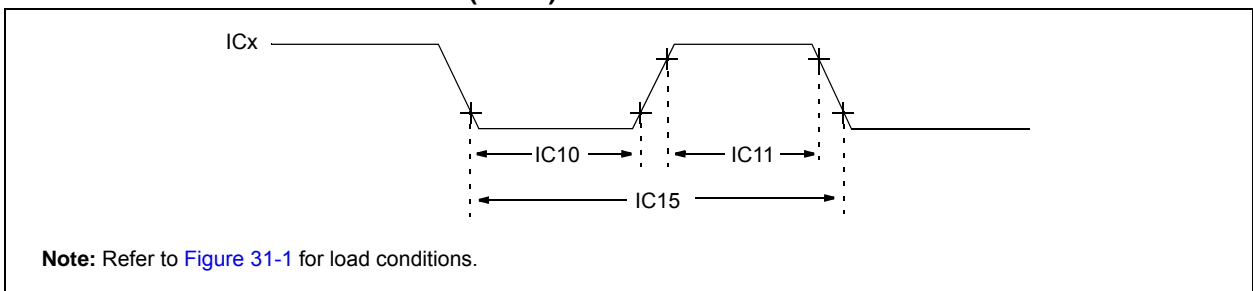 ICx
IC10
IC11
IC15
Note: Refer to Figure 31-1 for load conditions.